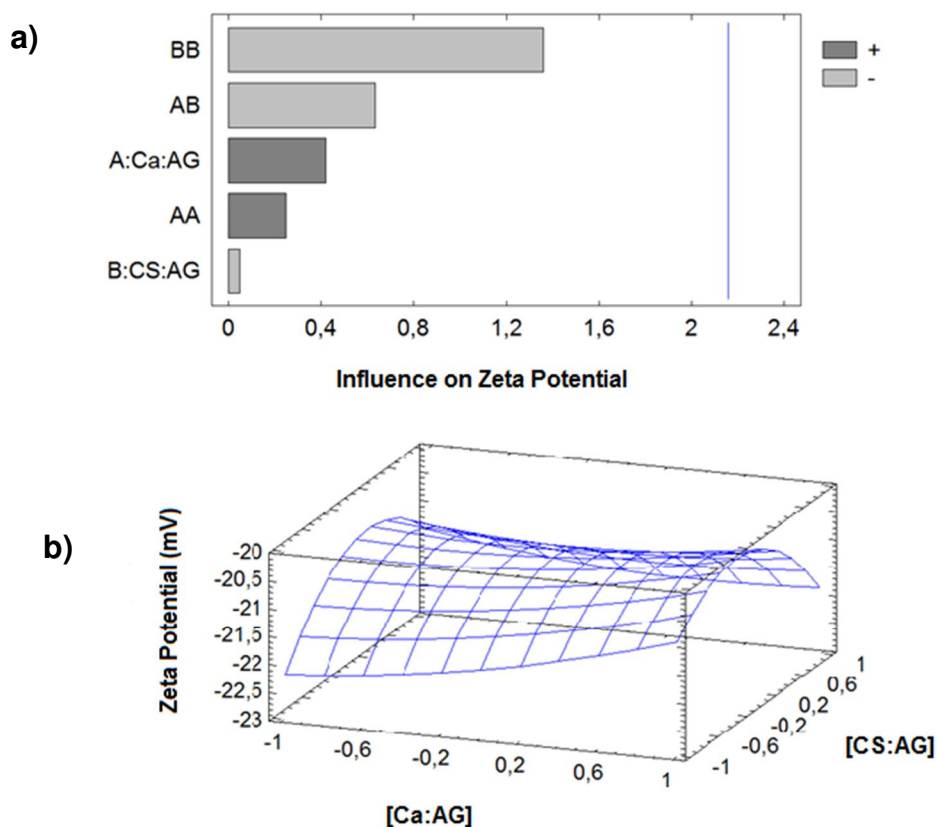 a)
BB
AB
A:Ca:AG
AA
B:CS:AG
+
-
0 0,4 0,8 1,2 1,6 2 2,4
Influence on Zeta Potential
b)
Zeta Potential (mV)
-20
-20,5
-21
-21,5
-22
-22,5
-23
-1 -0,6 -0,2 0,2 0,6 1
[Ca:AG]
-1 -0,6 -0,2 0,2 0,6 1
[CS:AG]